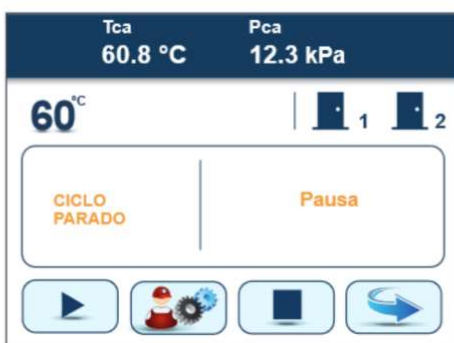 Tca Pca
60.8 °C 12.3 kPa
60°C 1 2
CICLO
PARADO
Pausa